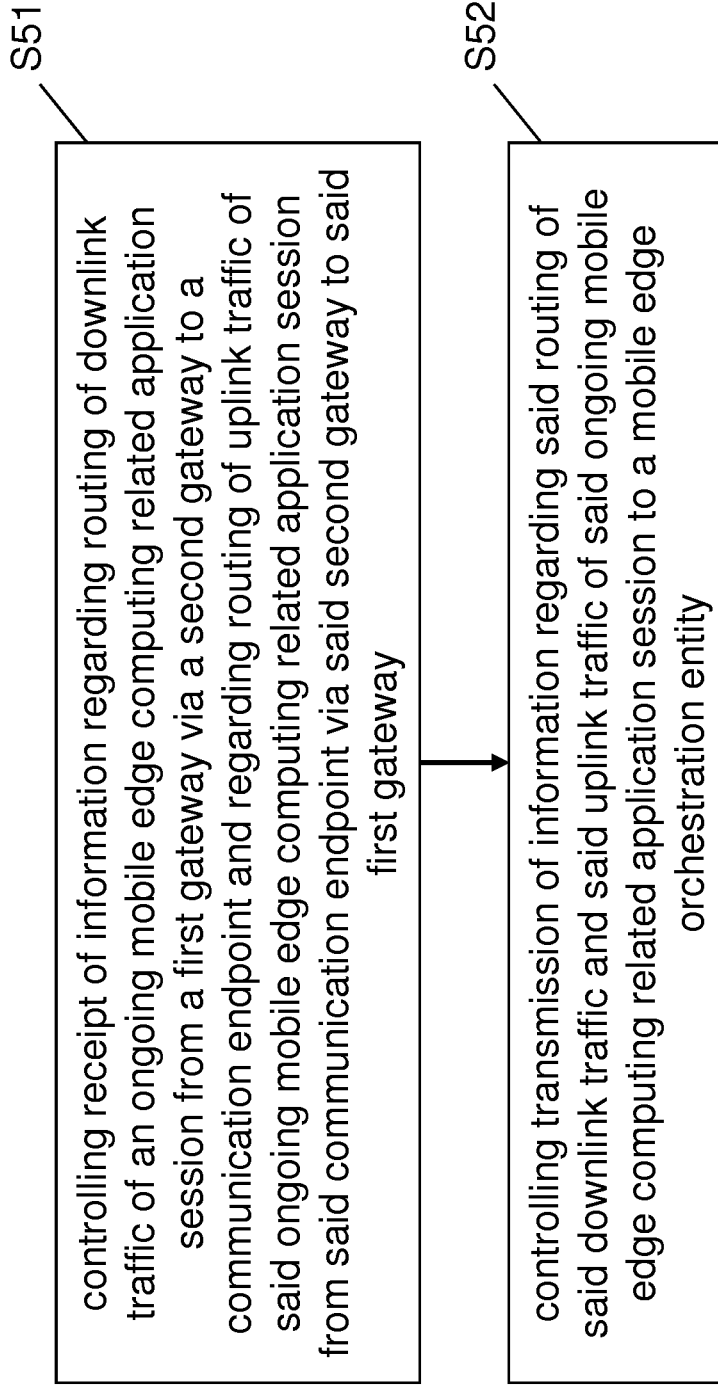 S51
controlling receipt of information regarding routing of downlink
traffic of an ongoing mobile edge computing related application
session from a first gateway via a second gateway to a
communication endpoint and regarding routing of uplink traffic of
said ongoing mobile edge computing related application session
from said communication endpoint via said second gateway to said
first gateway
S52
controlling transmission of information regarding said routing of
said downlink traffic and said uplink traffic of said ongoing mobile
edge computing related application session to a mobile edge
orchestration entity